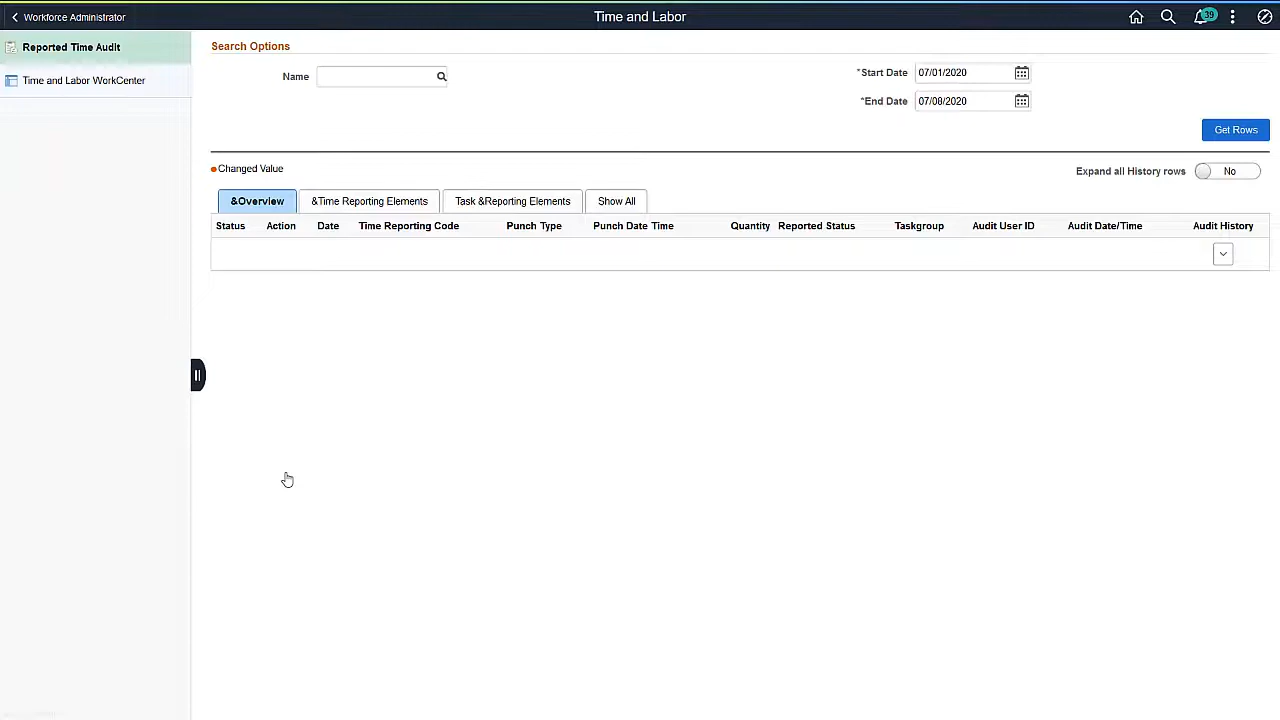 Workforce Administrator
Time and Labor
39
Reported Time Audit
Time and Labor WorkCenter
Search Options
Name
*Start Date 07/01/2020
*End Date 07/08/2020
Get Rows
Changed Value
Expand all History rows No
&Overview &Time Reporting Elements Task &Reporting Elements Show All
Status Action Date Time Reporting Code Punch Type Punch Date Time Quantity Reported Status Taskgroup Audit User ID Audit Date/Time Audit History